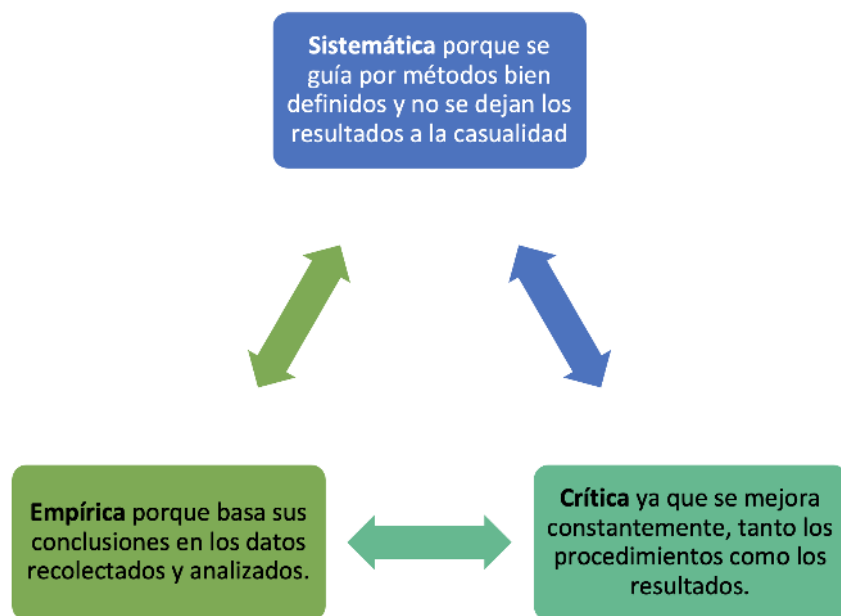 Sistemática porque se
guía por métodos bien
definidos y no se dejan los
resultados a la casualidad
Empírica porque basa sus
conclusiones en los datos
recolectados y analizados.
Crítica ya que se mejora
constantemente, tanto los
procedimientos como los
resultados.